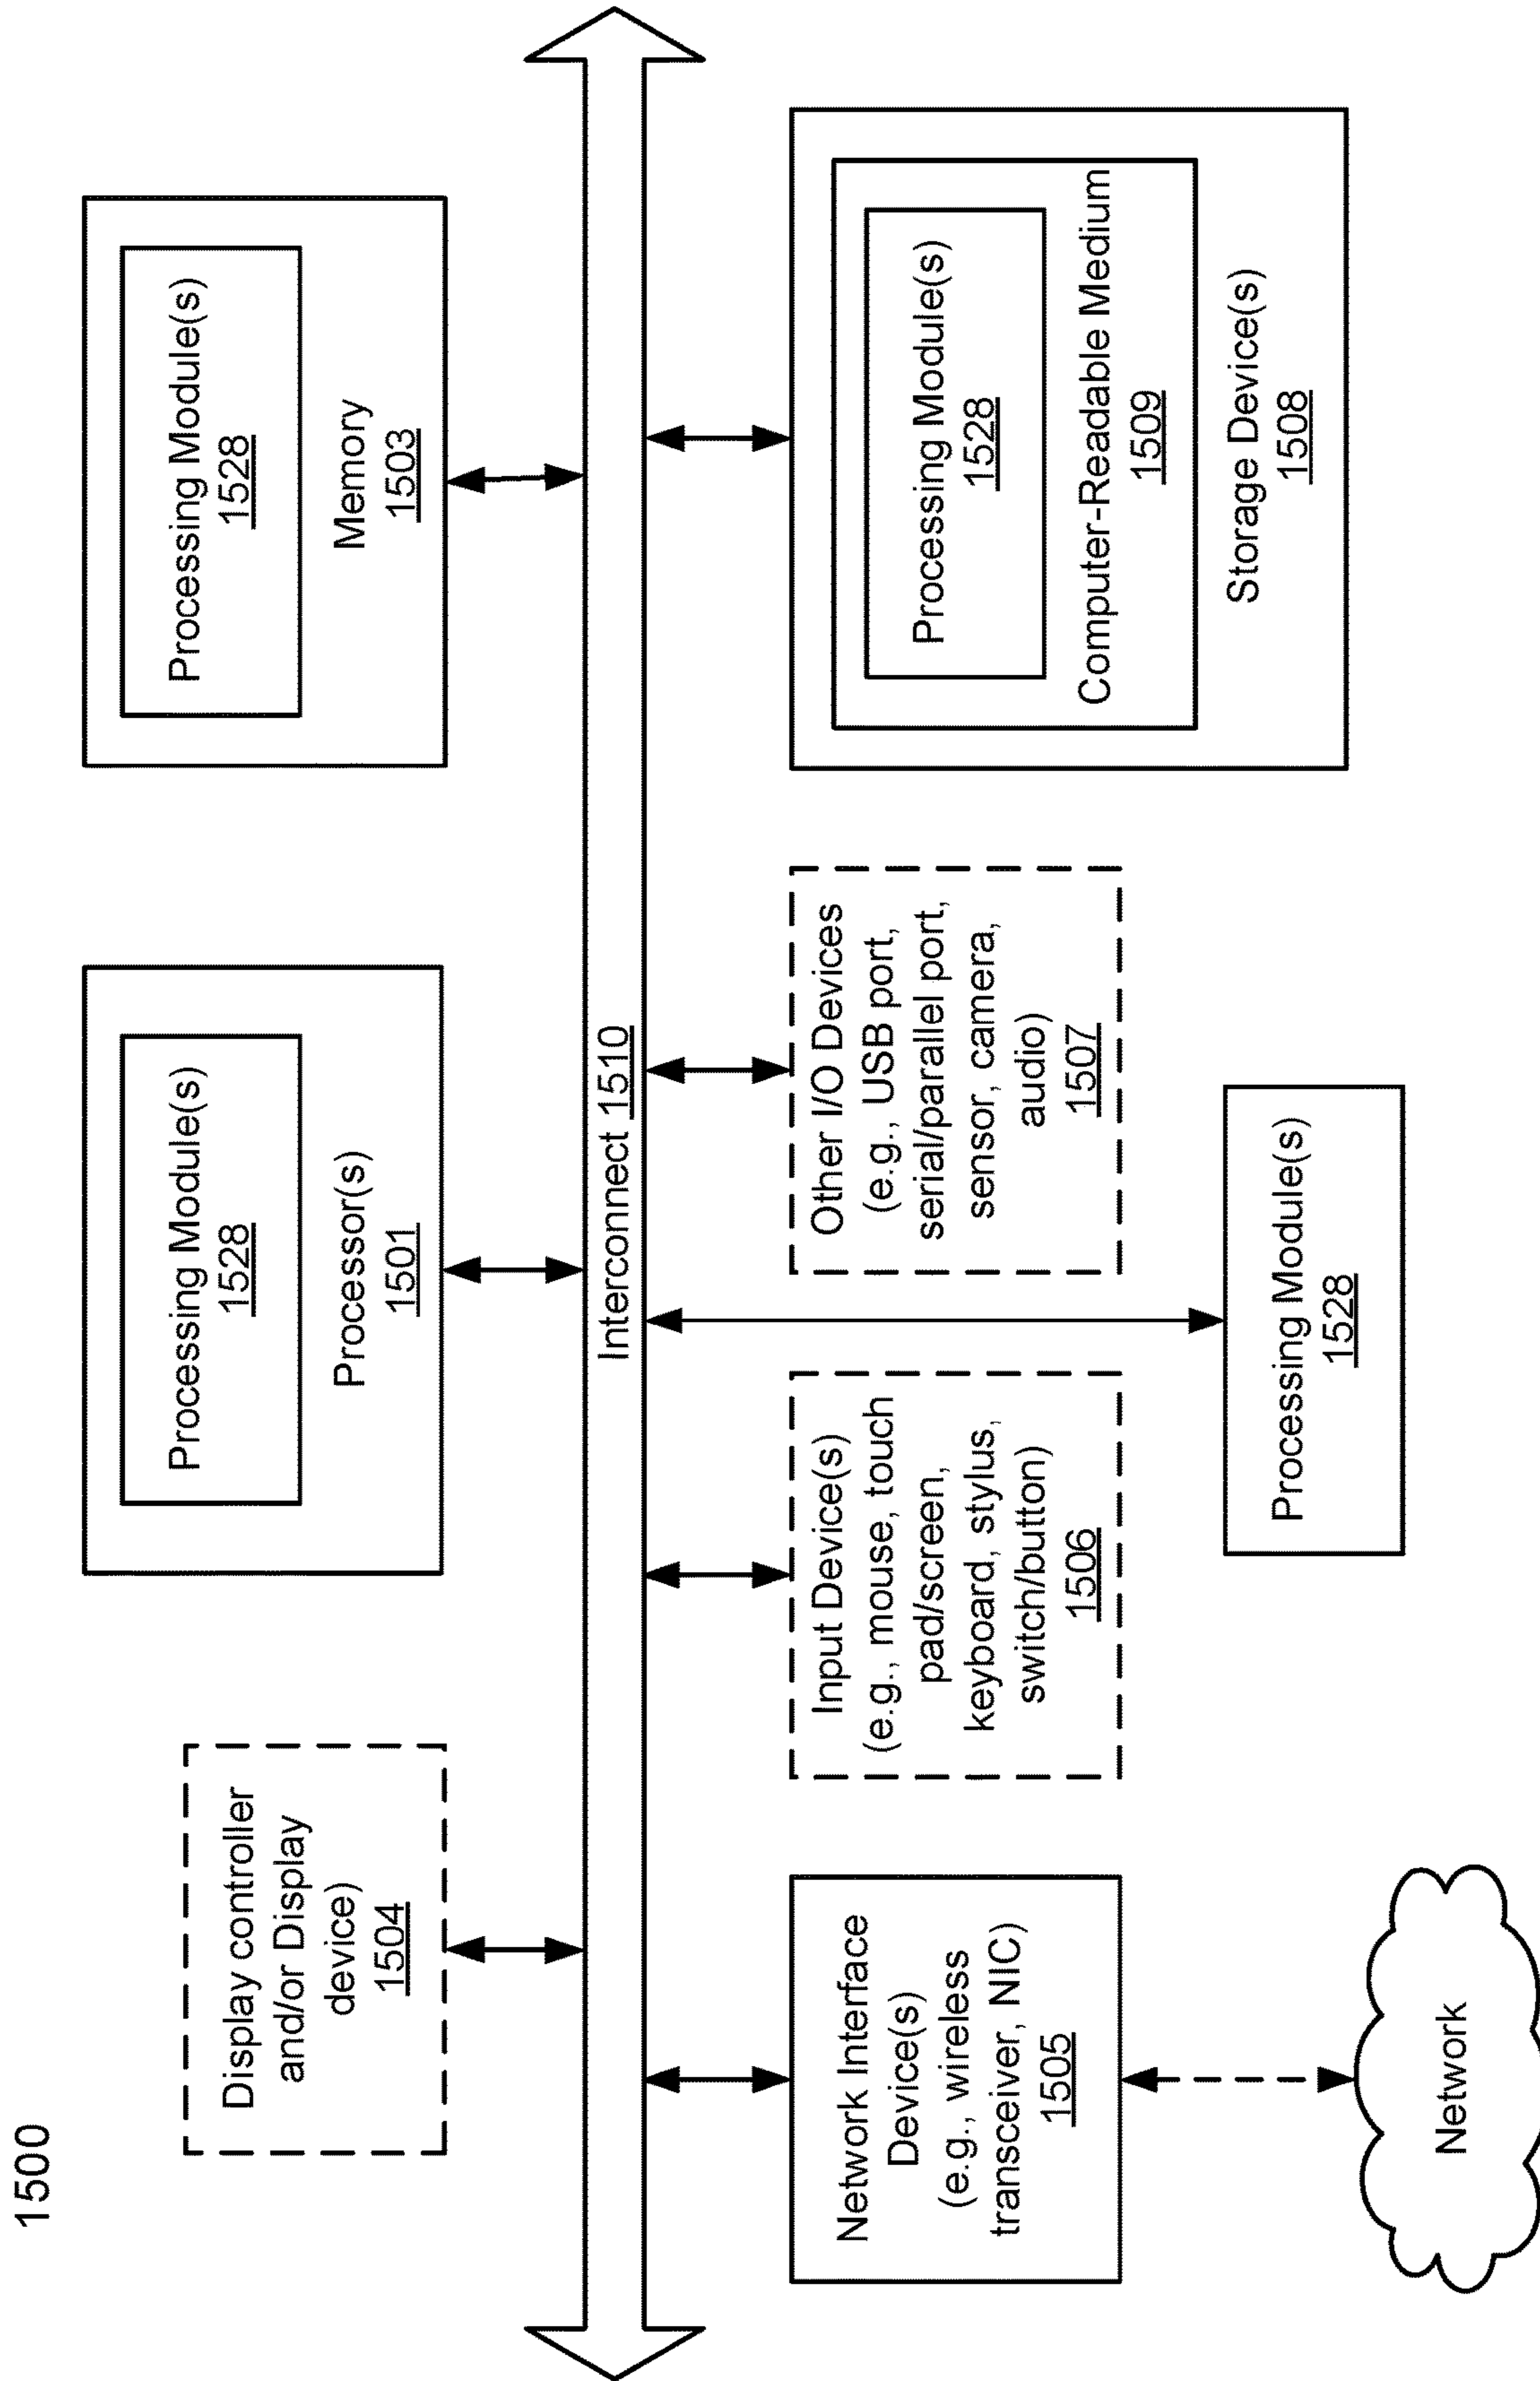 1500
Display controller
and/or Display
device)
1504
Processing Module(s)
1528
Processor(s)
1501
Processing Module(s)
1528
Memory
1503
Interconnect 1510
Network Interface
Device(s)
(e.g., wireless
transceiver, NIC)
1505
Input Device(s)
(e.g., mouse, touch
pad/screen,
keyboard, stylus,
switch/button)
1506
Other I/O Devices
(e.g., USB port,
serial/parallel port,
sensor, camera,
audio)
1507
Processing Module(s)
1528
Computer-Readable Medium
1509
Storage Device(s)
1508
Processing Module(s)
1528
Network